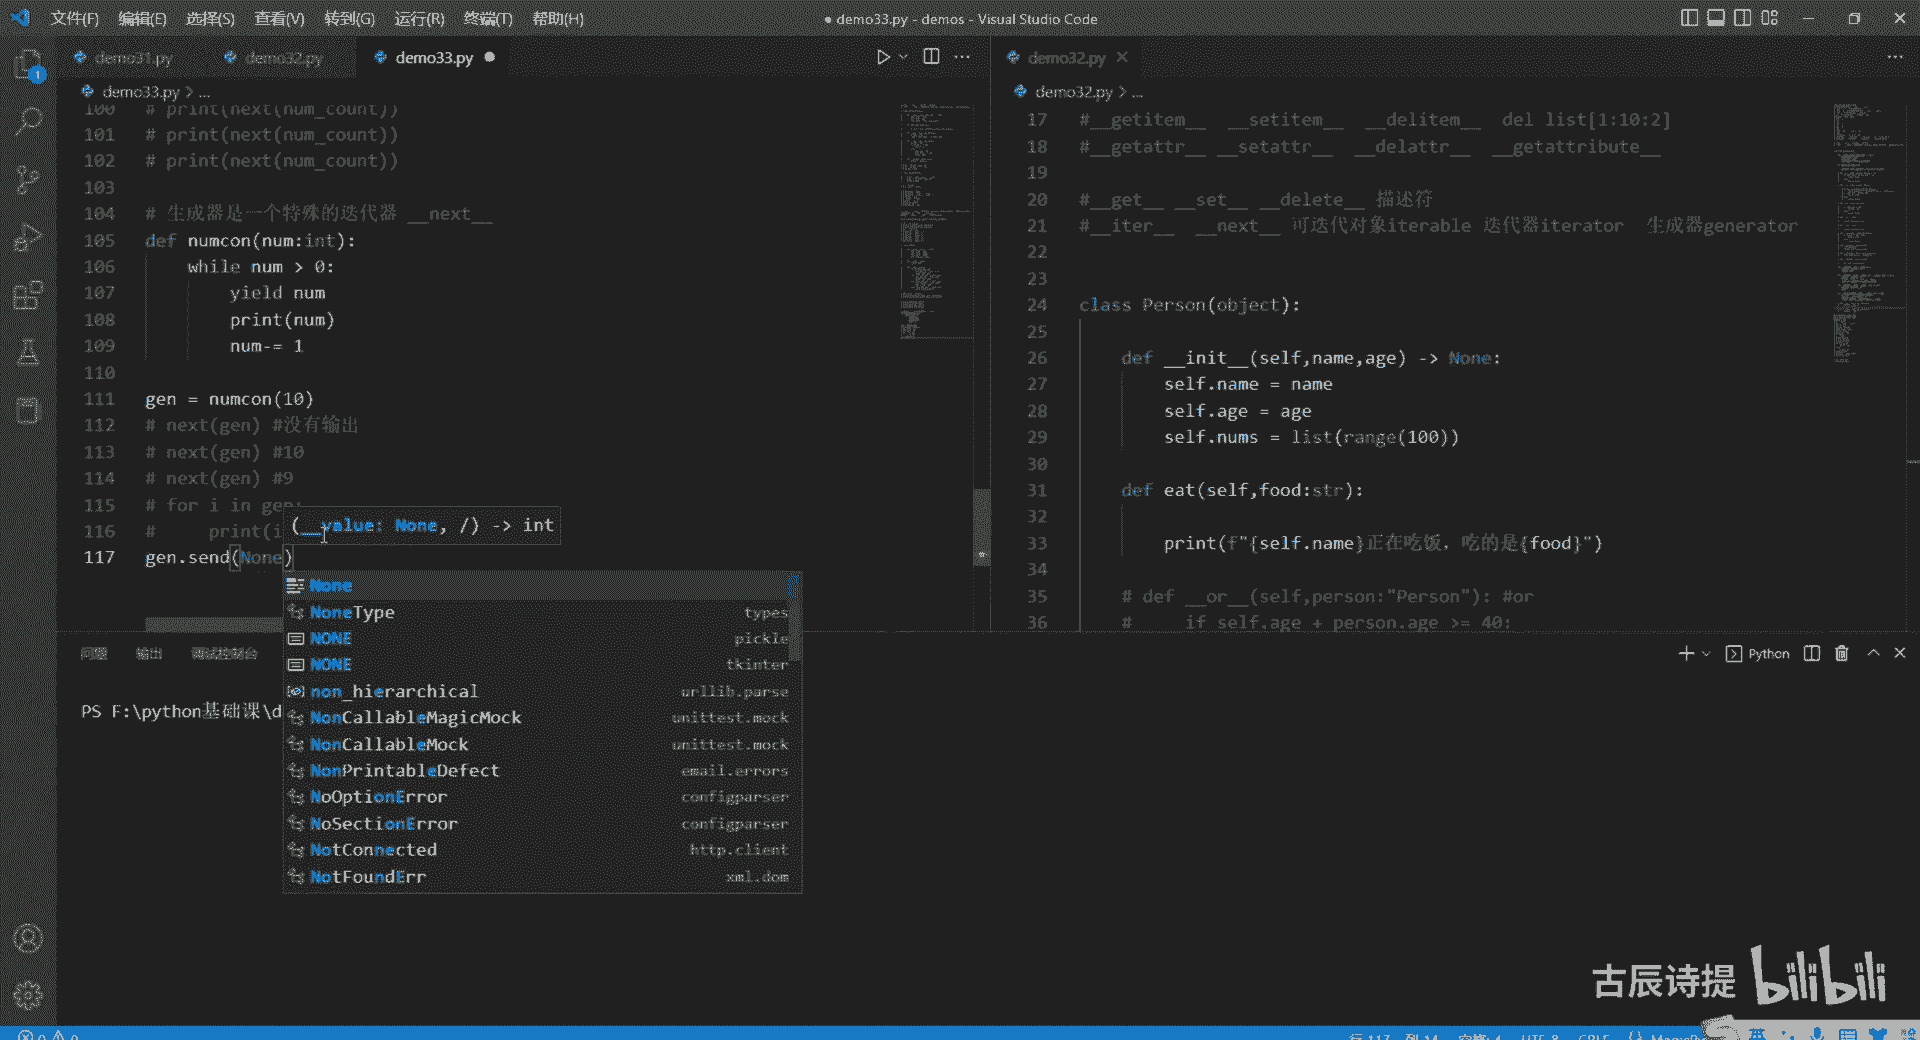 文件(F) 编辑(E) 选择(S) 查看(V) 转到(G) 运行(R) 终端(T) 帮助(H)
● demo33.py - demos - Visual Studio Code
demo31.py
demo32.py
demo33.py ●
demo32.py
1
demo33.py > ...
100 # print(next(num_count))
101 # print(next(num_count))
102 # print(next(num_count))
103
104 # 生成器是一个特殊的迭代器 __next__
105 def numcon(num:int):
106 while num > 0:
107 yield num
108 print(num)
109 num-= 1
110
111 gen = numcon(10)
112 # next(gen) #没有输出
113 # next(gen) #10
114 # next(gen) #9
115 # for i in gen:
116 # print(i
117 gen.send(None)
(__value: None, /) -> int
None
NoneType types
NONE pickle
NONE tkinter
non_hierarchical urllib.parse
NonCallableMagicMock unittest.mock
NonCallableMock unittest.mock
NonPrintableDefect email.errors
NoOptionError configparser
NoSectionError configparser
NotConnected http.client
NotFoundErr xml.dom
demo32.py > ...
17 #__getitem__ __setitem__ __delitem__ del list[1:10:2]
18 #__getattr__ __setattr__ __delattr__ __getattribute__
19
20 #__get__ __set__ __delete__ 描述符
21 #__iter__ __next__ 可迭代对象iterable 迭代器iterator 生成器generator
22
23
24 class Person(object):
25
26 def __init__(self,name,age) -> None:
27 self.name = name
28 self.age = age
29 self.nums = list(range(100))
30
31 def eat(self,food:str):
32
33 print(f"{self.name}正在吃饭，吃的是{food}")
34
35 # def __or__(self,person:"Person"): #or
36 # if self.age + person.age >= 40:
问题 输出 调试控制台
Python
PS F:\python基础课\d
古辰诗提 bilibili
英